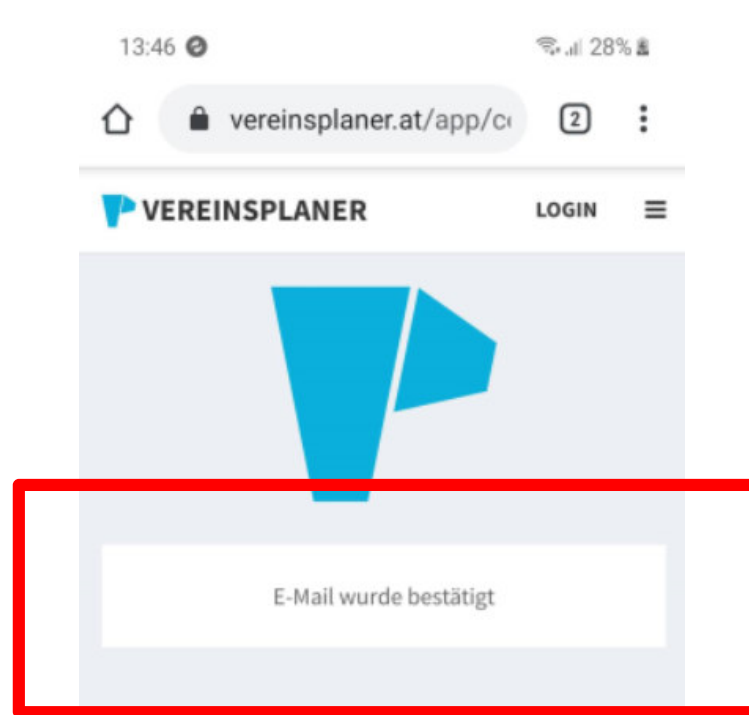 13:46 28%
vereinsplaner.at/app/c 2
VEREINSPLANER LOGIN
E-Mail wurde bestätigt